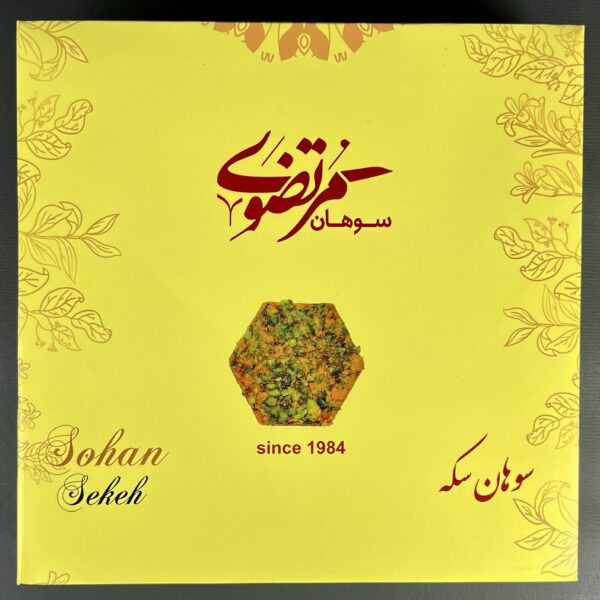 مرتضوی
سوهان
since 1984
Sohan
Sekeh
سوهان سکه